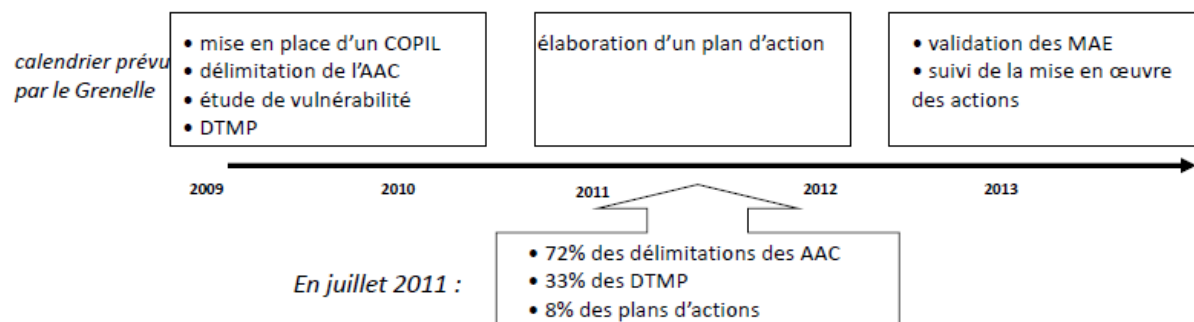 calendrier prévu
par le Grenelle
• mise en place d’un COPIL
• délimitation de l’AAC
• étude de vulnérabilité
• DTMP
élaboration d’un plan d’action
• validation des MAE
• suivi de la mise en œuvre
des actions
2009
2010
2011
2012
2013
En juillet 2011 :
• 72% des délimitations des AAC
• 33% des DTMP
• 8% des plans d’actions